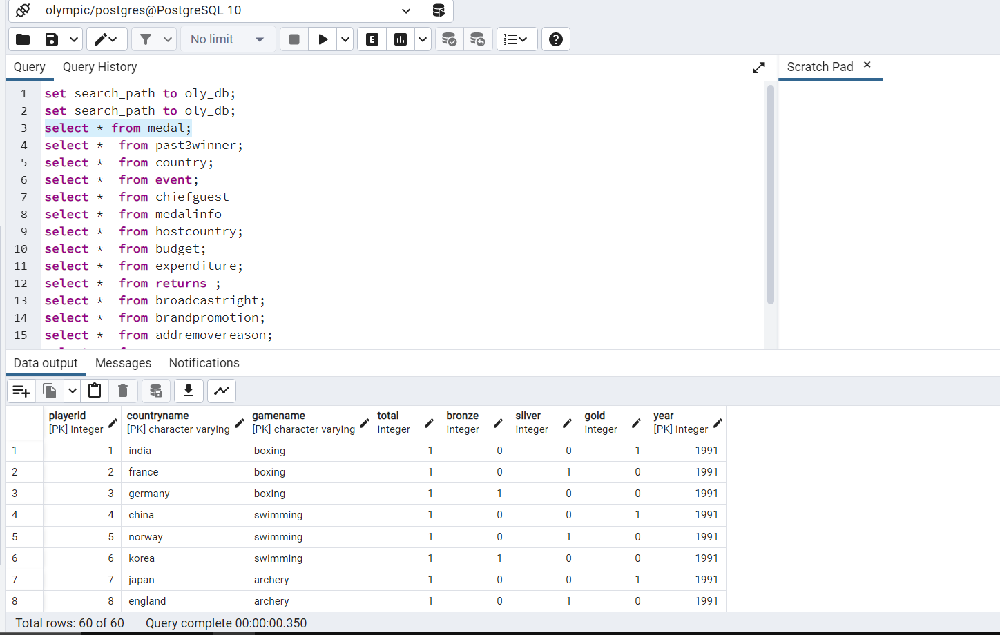 olympic/postgres@PostgreSQL 10
No limit
E
Query Query History Scratch Pad
1 set search_path to oly_db;
2 set search_path to oly_db;
3 select * from medal;
4 select * from past3winner;
5 select * from country;
6 select * from event;
7 select * from chiefguest
8 select * from medalinfo
9 select * from hostcountry;
10 select * from budget;
11 select * from expenditure;
12 select * from returns ;
13 select * from broadcastright;
14 select * from brandpromotion;
15 select * from addremovereason;
Data output Messages Notifications
playerid countryname gamename total bronze silver gold year
[PK] integer [PK] character varying [PK] character varying integer integer integer integer [PK] integer
1 1 india boxing 1 0 0 1 1991
2 2 france boxing 1 0 1 0 1991
3 3 germany boxing 1 1 0 0 1991
4 4 china swimming 1 0 0 1 1991
5 5 norway swimming 1 0 1 0 1991
6 6 korea swimming 1 1 0 0 1991
7 7 japan archery 1 0 0 1 1991
8 8 england archery 1 0 1 0 1991
Total rows: 60 of 60 Query complete 00:00:00.350